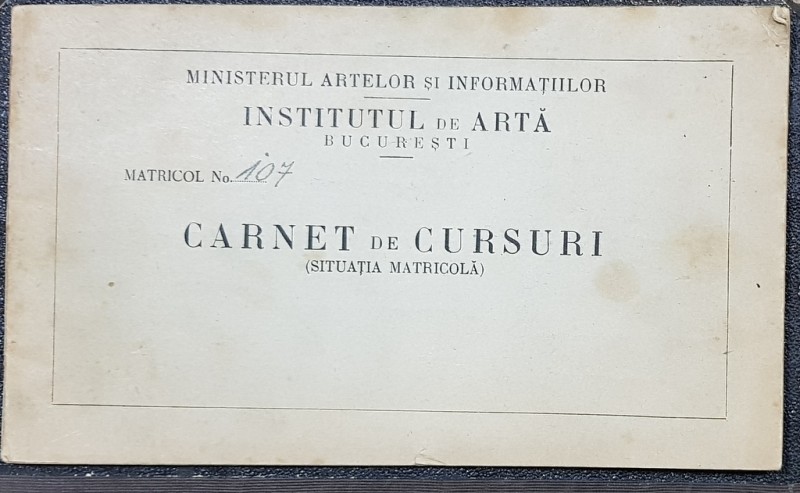 MINISTERUL ARTELOR ȘI INFORMAȚIILOR
INSTITUTUL DE ARTĂ
BUCUREȘTI
MATRICOL No. 107
CARNET DE CURSURI
(SITUAȚIA MATRICOLĂ)